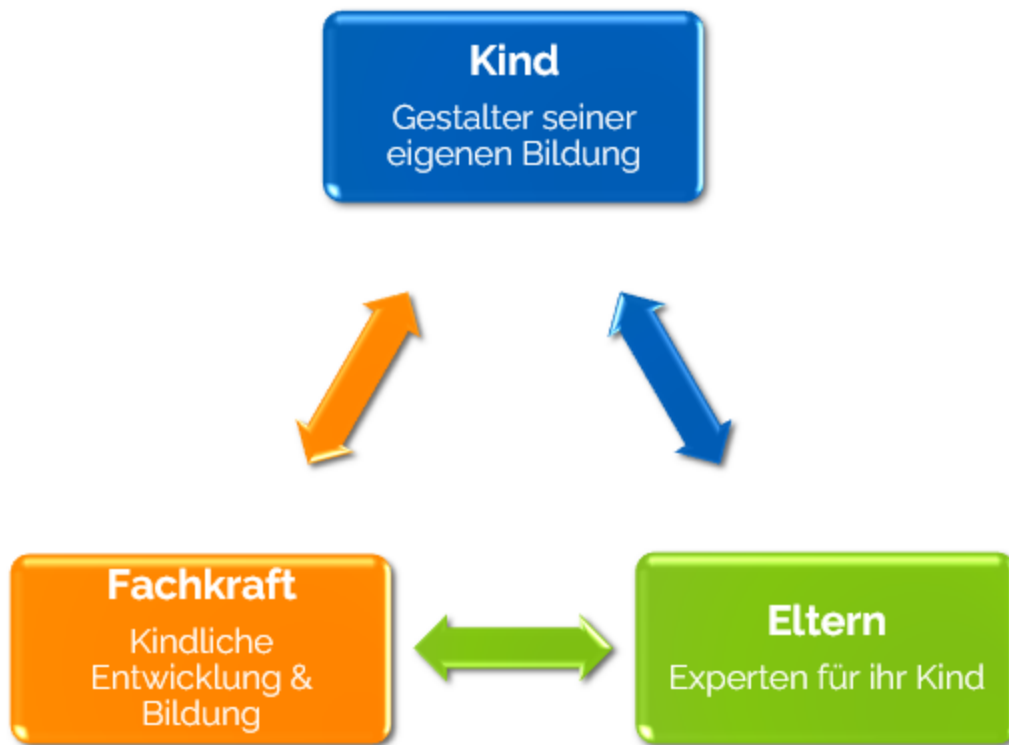 Kind
Gestalter seiner
eigenen Bildung
Fachkraft
Kindliche
Entwicklung &
Bildung
Eltern
Experten für ihr Kind